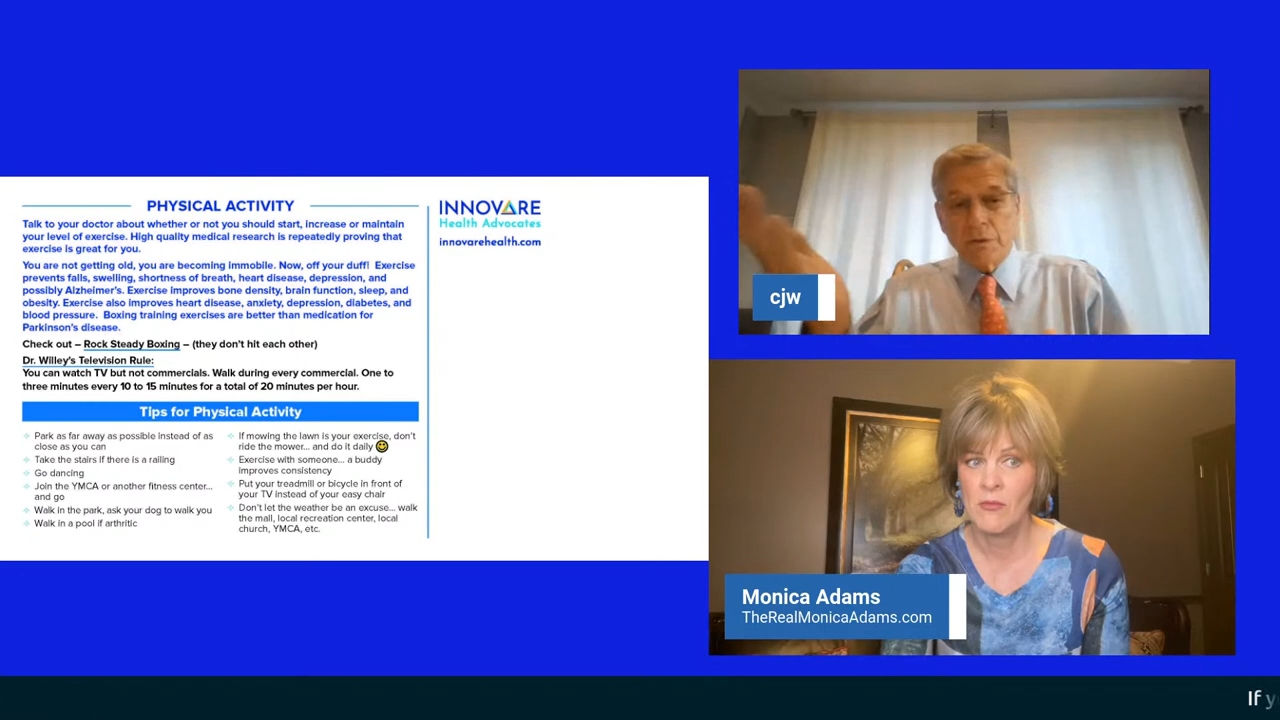 PHYSICAL ACTIVITY
Talk to your doctor about whether or not you should start, increase or maintain
your level of exercise. High quality medical research is repeatedly proving that
exercise is great for you.
You are not getting old, you are becoming immobile. Now, off your duff! Exercise
prevents falls, swelling, shortness of breath, heart disease, depression, and
possibly Alzheimer's. Exercise improves bone density, brain function, sleep, and
obesity. Exercise also improves heart disease, anxiety, depression, diabetes, and
blood pressure. Boxing training exercises are better than medication for
Parkinson's disease.
Check out – Rock Steady Boxing – (they don't hit each other)
Dr. Willey's Television Rule:
You can watch TV but not commercials. Walk during every commercial. One to
three minutes every 10 to 15 minutes for a total of 20 minutes per hour.
Tips for Physical Activity
Park as far away as possible instead of as
close as you can
Take the stairs if there is a railing
Go dancing
Join the YMCA or another fitness center...
and go
Walk in the park, ask your dog to walk you
Walk in a pool if arthritic
If mowing the lawn is your exercise, don't
ride the mower... and do it daily
Exercise with someone... a buddy
improves consistency
Put your treadmill or bicycle in front of
your TV instead of your easy chair
Don't let the weather be an excuse... walk
the mall, local recreation center, local
church, YMCA, etc.
INNOVARE
Health Advocates
innovarehealth.com
cjw
Monica Adams
TheRealMonicaAdams.com
If y